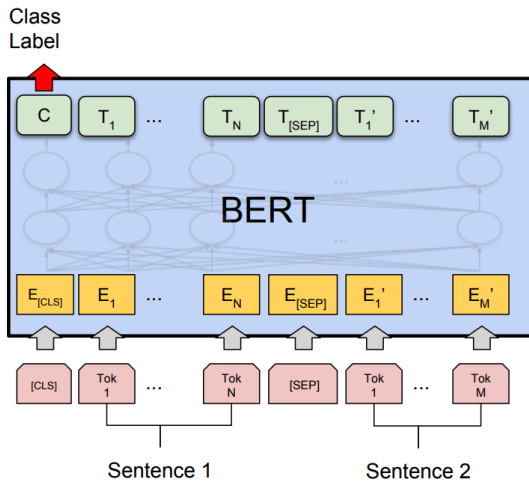 Class
Label
C T1 ... TN T[SEP] T1' ... TM'
...
BERT
...
E[CLS] E1 ... EN E[SEP] E1' ... EM'
[CLS] Tok 1 ... Tok N [SEP] Tok 1 ... Tok M
Sentence 1 Sentence 2